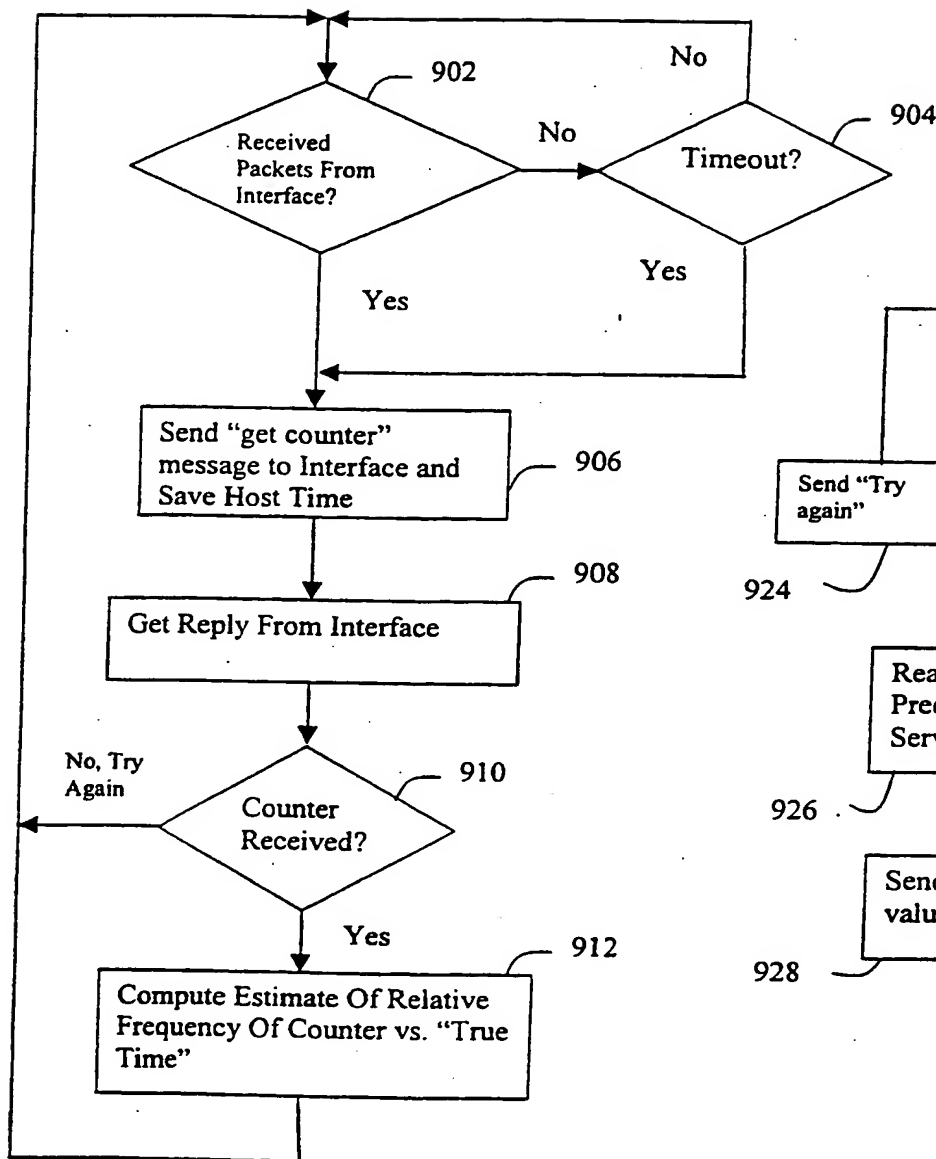 No
902
904
Received
Packets From
Interface?
No
Timeout?
Yes
Yes
Send “get counter”
message to Interface and
Save Host Time
906
Send “Try
again”
924
908
Get Reply From Interface
No, Try
Again
910
Counter
Received?
926
Yes
Send
912
928
Compute Estimate Of Relative
Frequency Of Counter vs. “True
Time”